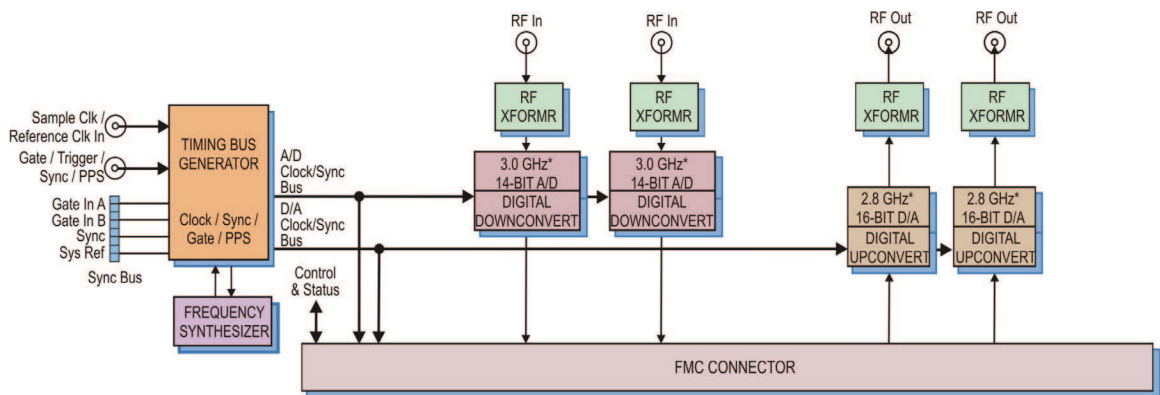 RF In
RF In
RF Out
RF Out
RF
XFORMR
RF
XFORMR
RF
XFORMR
RF
XFORMR
Sample Clk /
Reference Clk In
Gate / Trigger /
Sync / PPS
Gate In A
Gate In B
Sync
Sys Ref
Sync Bus
TIMING BUS
GENERATOR
Clock / Sync /
Gate / PPS
A/D
Clock/Sync
Bus
D/A
Clock/Sync
Bus
3.0 GHz*
14-BIT A/D
DIGITAL
DOWNCONVERT
3.0 GHz*
14-BIT A/D
DIGITAL
DOWNCONVERT
2.8 GHz*
16-BIT D/A
DIGITAL
UPCONVERT
2.8 GHz*
16-BIT D/A
DIGITAL
UPCONVERT
FREQUENCY
SYNTHESIZER
Control
& Status
FMC CONNECTOR